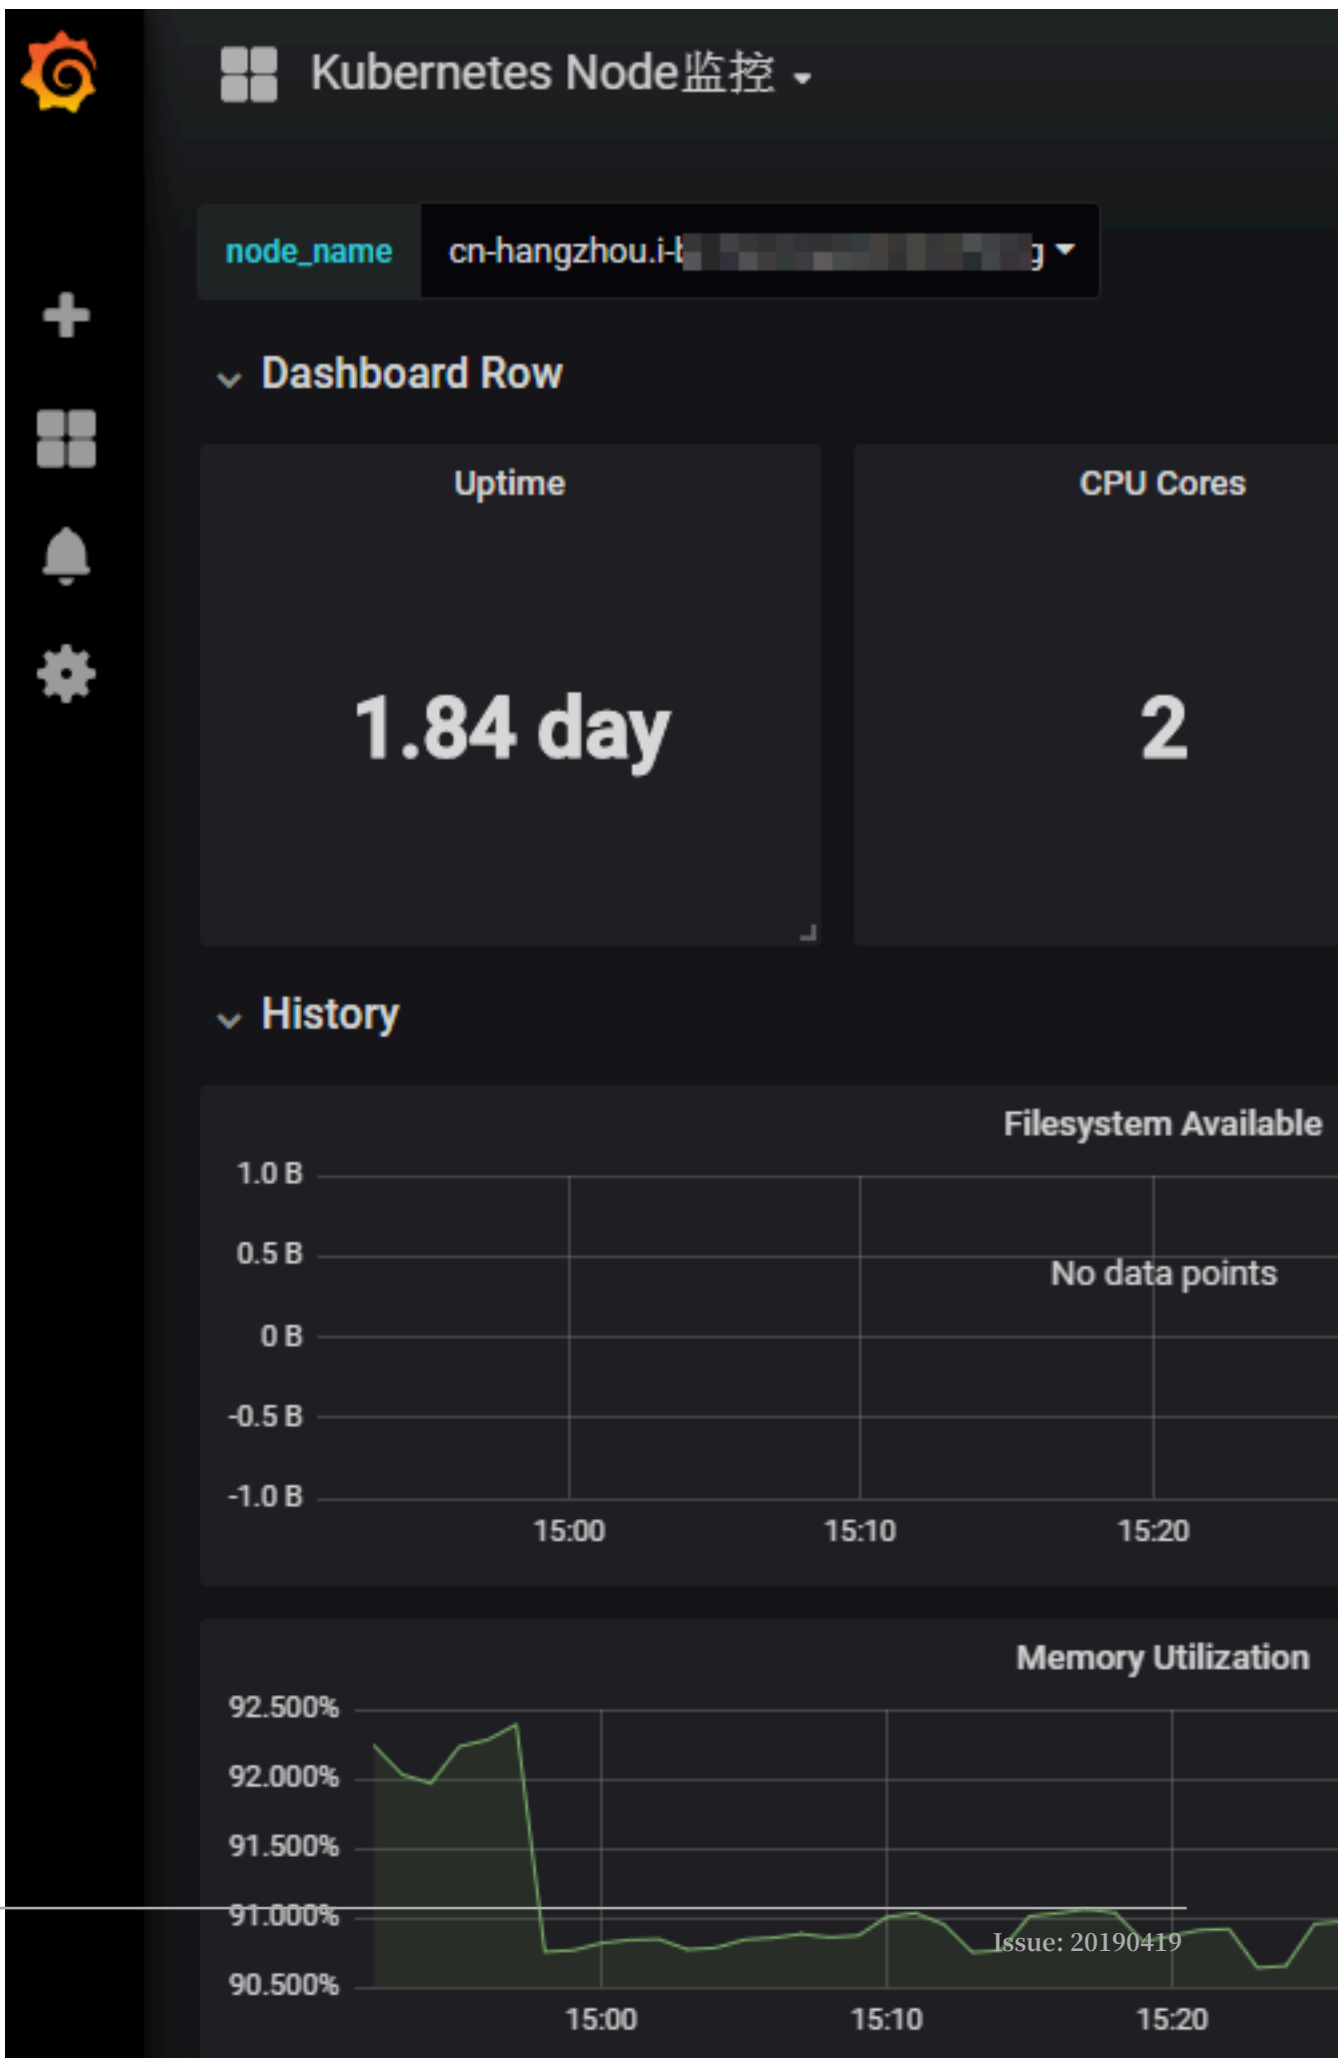 Kubernetes Node监控
node_name cn-hangzhou.i-
Dashboard Row
Uptime
CPU Cores
1.84 day
2
History
Filesystem Available
1.0 B
0.5 B
No data points
0 B
-0.5 B
-1.0 B
15:00 15:10 15:20
Memory Utilization
92.500%
92.000%
91.500%
91.000%
Issue: 20190419
90.500%
15:00 15:10 15:20